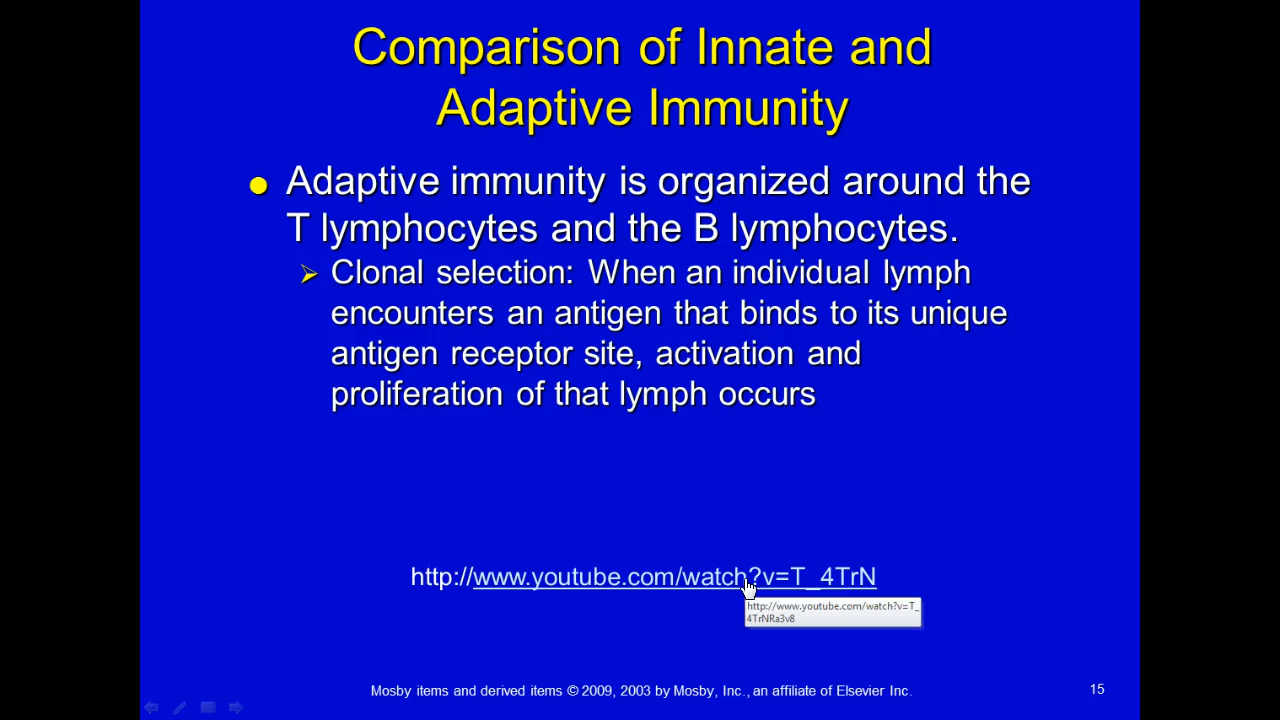 Comparison of Innate and
Adaptive Immunity
Adaptive immunity is organized around the
T lymphocytes and the B lymphocytes.
Clonal selection: When an individual lymph
encounters an antigen that binds to its unique
antigen receptor site, activation and
proliferation of that lymph occurs
http://www.youtube.com/watch?v=T_4TrN
http://www.youtube.com/watch?v=T_
4TrNRa3v8
Mosby items and derived items © 2009, 2003 by Mosby, Inc., an affiliate of Elsevier Inc.
15